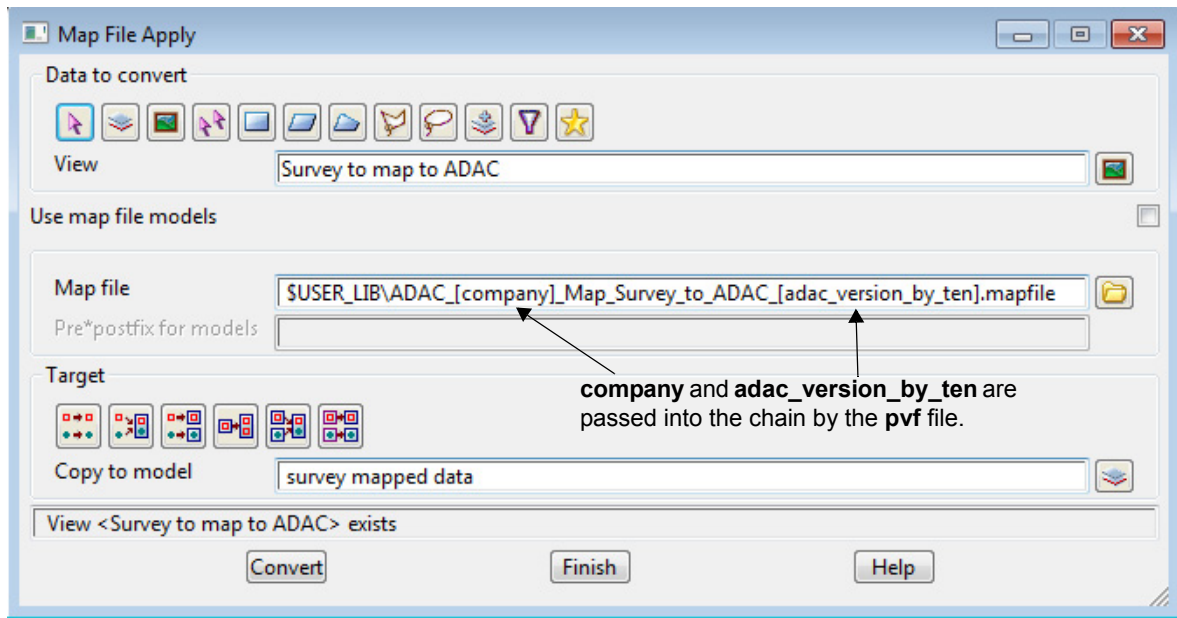 Map File Apply
Data to convert
View
Survey to map to ADAC
Use map file models
Map file
$USER_LIB\ADAC_[company]_Map_Survey_to_ADAC_[adac_version_by_ten].mapfile
Pre*postfix for models
Target
company and adac_version_by_ten are
passed into the chain by the pvf file.
Copy to model
survey mapped data
View <Survey to map to ADAC> exists
Convert
Finish
Help